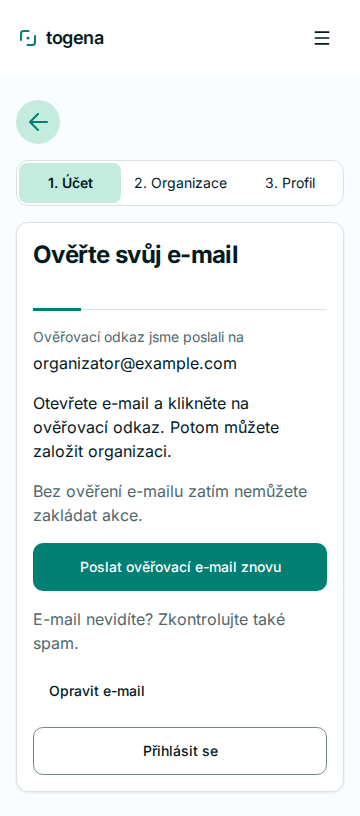 togena
1. Účet
2. Organizace
3. Profil
Ověřte svůj e-mail
Ověřovací odkaz jsme poslali na
organizator@example.com
Otevřete e-mail a klikněte na
ověřovací odkaz. Potom můžete
založit organizaci.
Bez ověření e-mailu zatím nemůžete
zakládat akce.
Poslat ověřovací e-mail znovu
E-mail nevidíte? Zkontrolujte také
spam.
Opravit e-mail
Přihlásit se